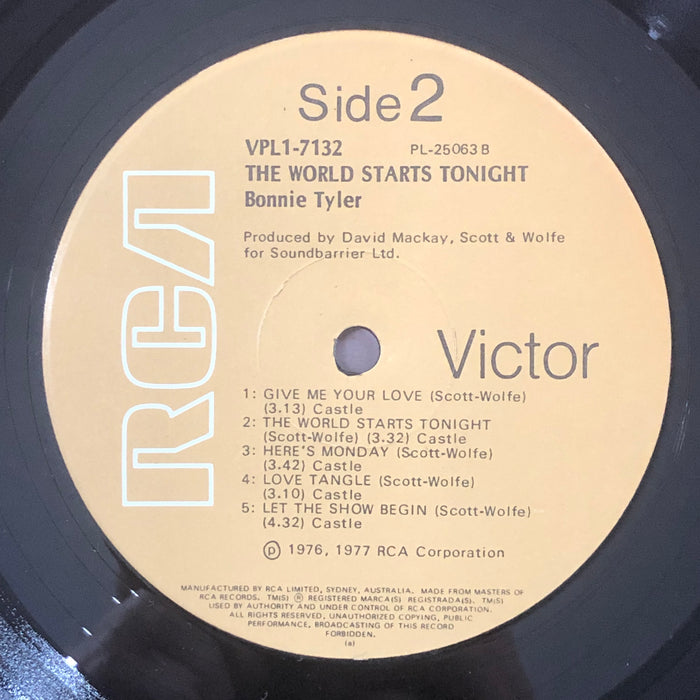 Side 2
VPL1-7132 PL-25063 B
THE WORLD STARTS TONIGHT
Bonnie Tyler
Produced by David Mackay, Scott & Wolfe
for Soundbarrier Ltd.
RCA
Victor
1: GIVE ME YOUR LOVE (Scott-Wolfe)
(3.13) Castle
2: THE WORLD STARTS TONIGHT
(Scott-Wolfe) (3.32) Castle
3: HERE'S MONDAY (Scott-Wolfe)
(3.42) Castle
4: LOVE TANGLE (Scott-Wolfe)
(3.10) Castle
5: LET THE SHOW BEGIN (Scott-Wolfe)
(4.32) Castle
℗ 1976, 1977 RCA Corporation
MANUFACTURED BY RCA LIMITED, SYDNEY, AUSTRALIA. MADE FROM MASTERS OF
RCA RECORDS. TM(S) ® REGISTERED MARCA(S) REGISTRADA(S). TM(S)
USED BY AUTHORITY AND UNDER CONTROL OF RCA CORPORATION.
ALL RIGHTS RESERVED, UNAUTHORIZED COPYING, PUBLIC
PERFORMANCE, BROADCASTING OF THIS RECORD
FORBIDDEN.
(a)